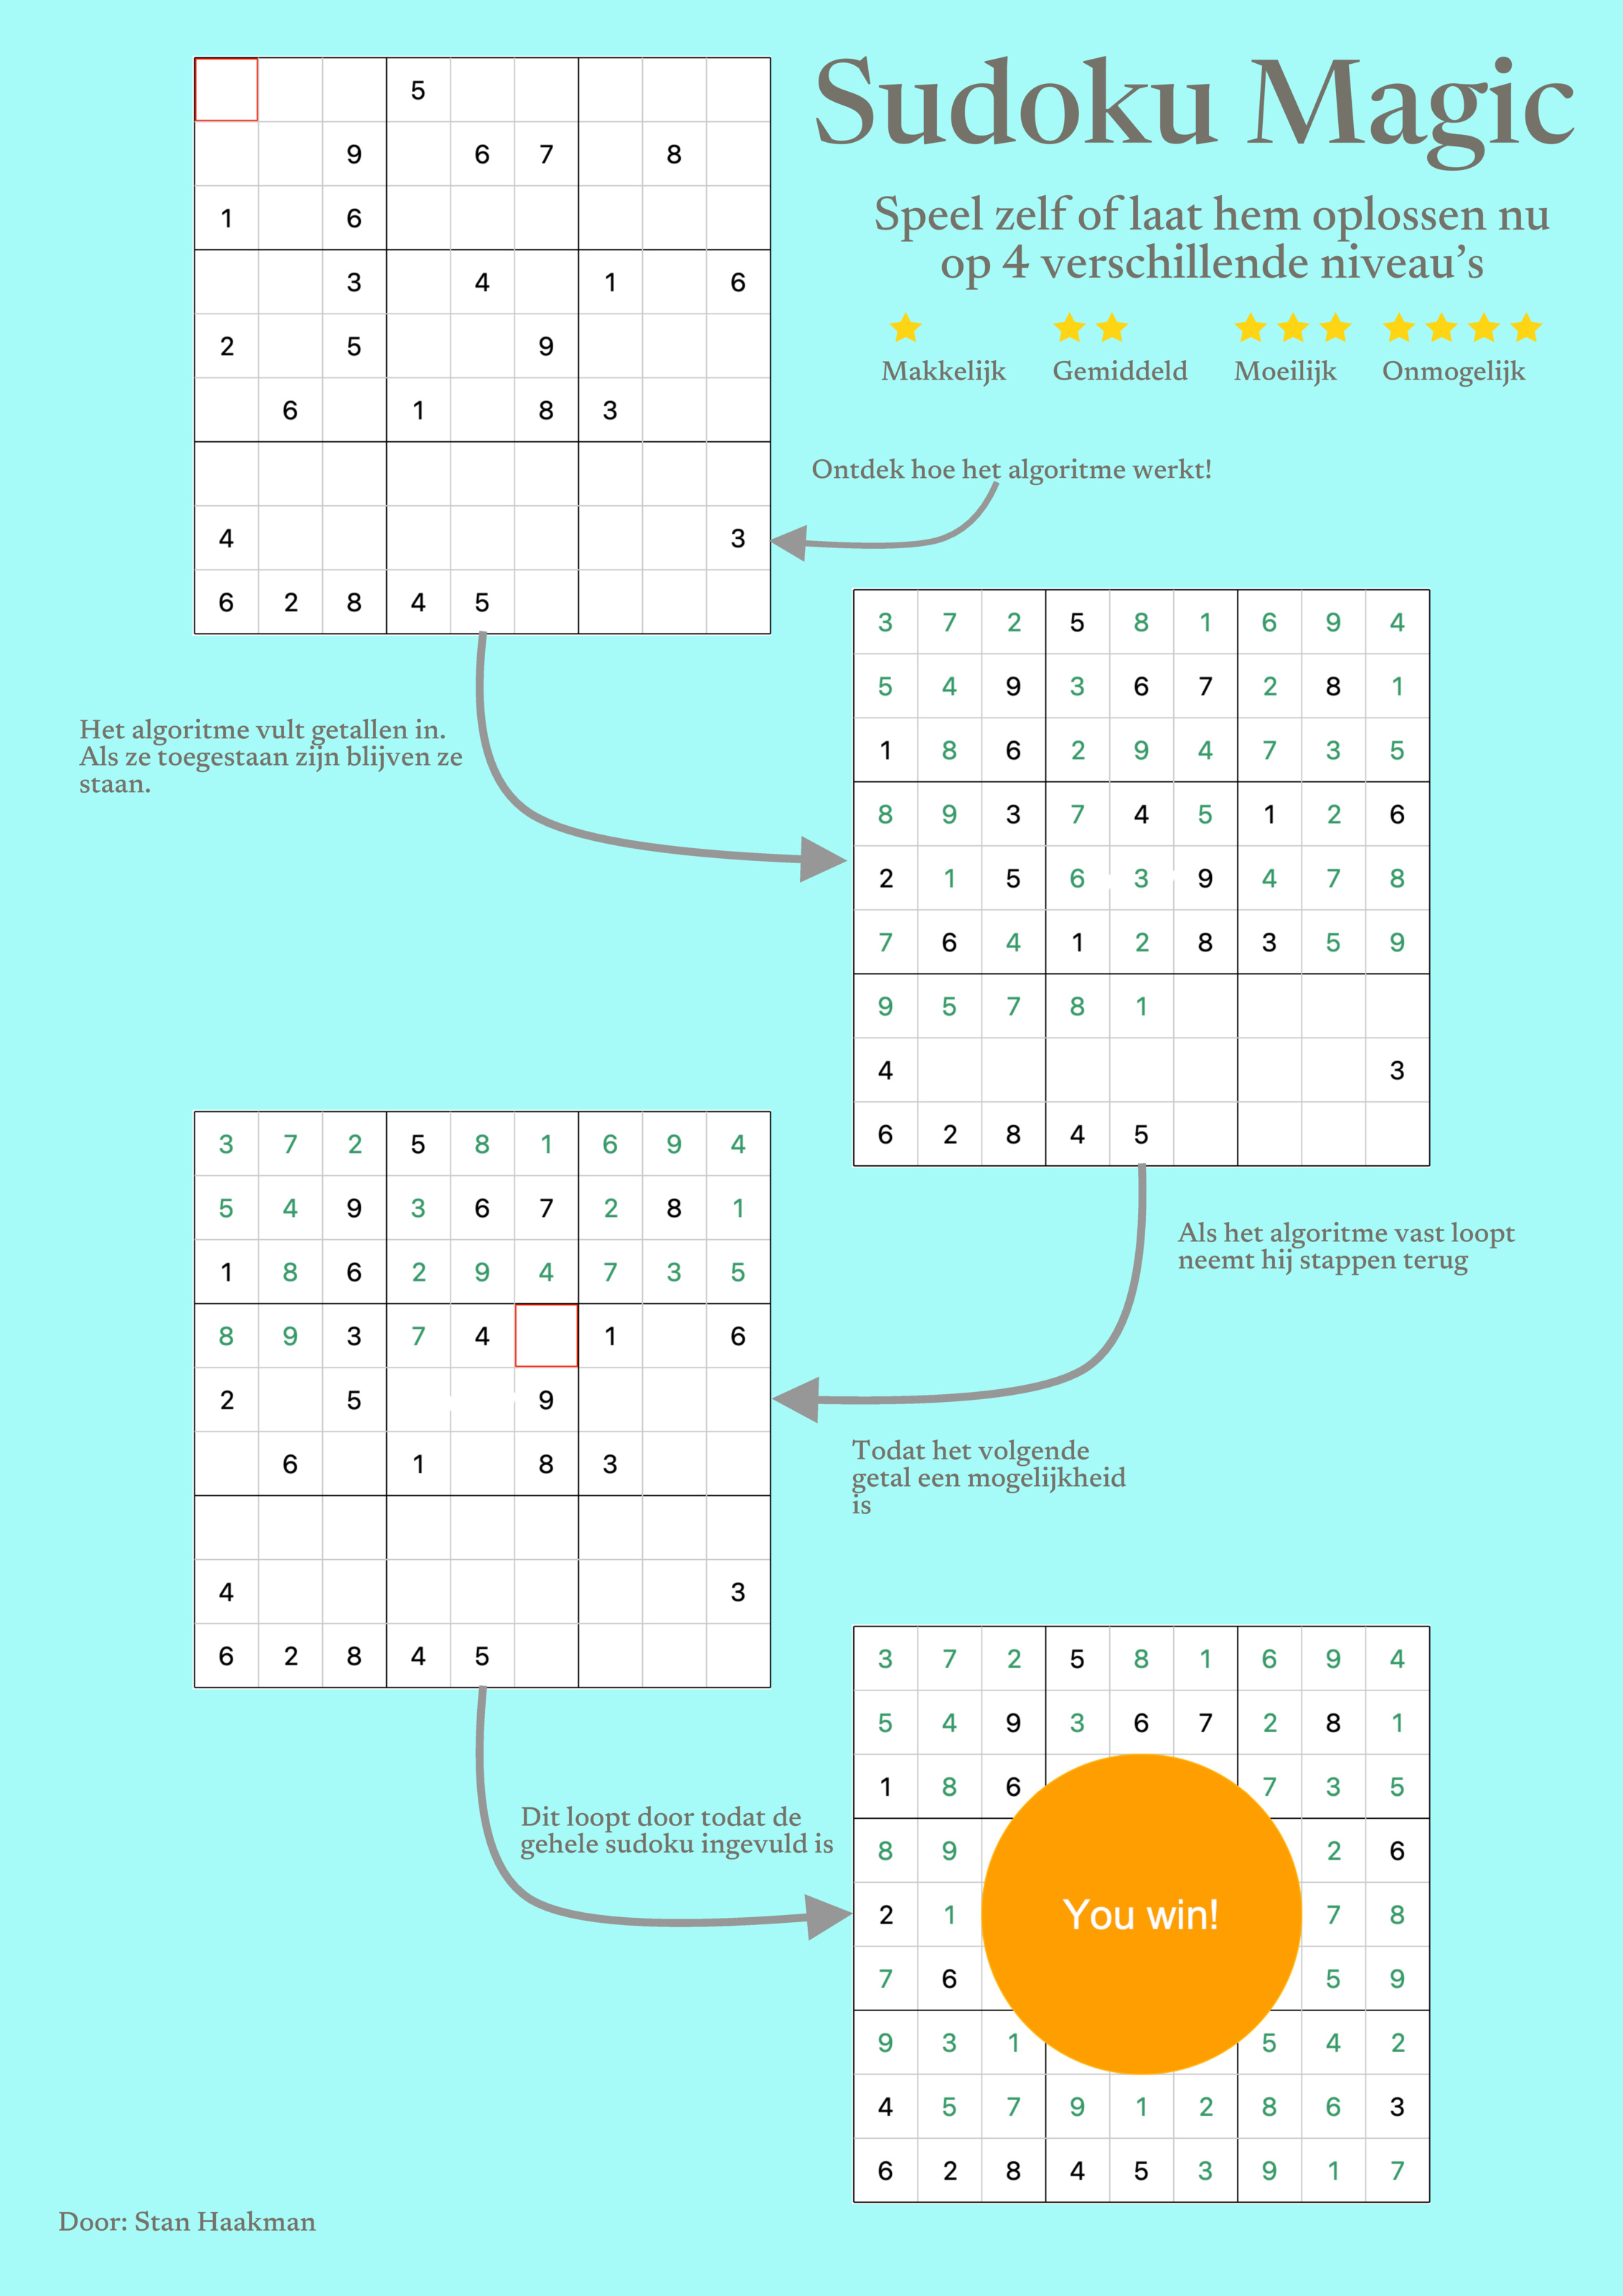 Sudoku Magic
Speel zelf of laat hem oplossen nu
op 4 verschillende niveau's
Makkelijk Gemiddeld Moeilijk Onmogelijk
5
9 6 7 8
1 6
3 4 1 6
2 5 9
6 1 8 3
4 3
6 2 8 4 5
Ontdek hoe het algoritme werkt!
Het algoritme vult getallen in.
Als ze toegestaan zijn blijven ze
staan.
3 7 2 5 8 1 6 9 4
5 4 9 3 6 7 2 8 1
1 8 6 2 9 4 7 3 5
8 9 3 7 4 5 1 2 6
2 1 5 6 3 9 4 7 8
7 6 4 1 2 8 3 5 9
9 5 7 8 1
4 3
6 2 8 4 5
Als het algoritme vast loopt
neemt hij stappen terug
3 7 2 5 8 1 6 9 4
5 4 9 3 6 7 2 8 1
1 8 6 2 9 4 7 3 5
8 9 3 7 4 1 6
2 5 9
6 1 8 3
4 3
6 2 8 4 5
Todat het volgende
getal een mogelijkheid
is
Dit loopt door todat de
gehele sudoku ingevuld is
3 7 2 5 8 1 6 9 4
5 4 9 3 6 7 2 8 1
1 8 6 7 3 5
8 9 2 6
2 1 You win! 7 8
7 6 5 9
9 3 1 5 4 2
4 5 7 9 1 2 8 6 3
6 2 8 4 5 3 9 1 7
Door: Stan Haakman